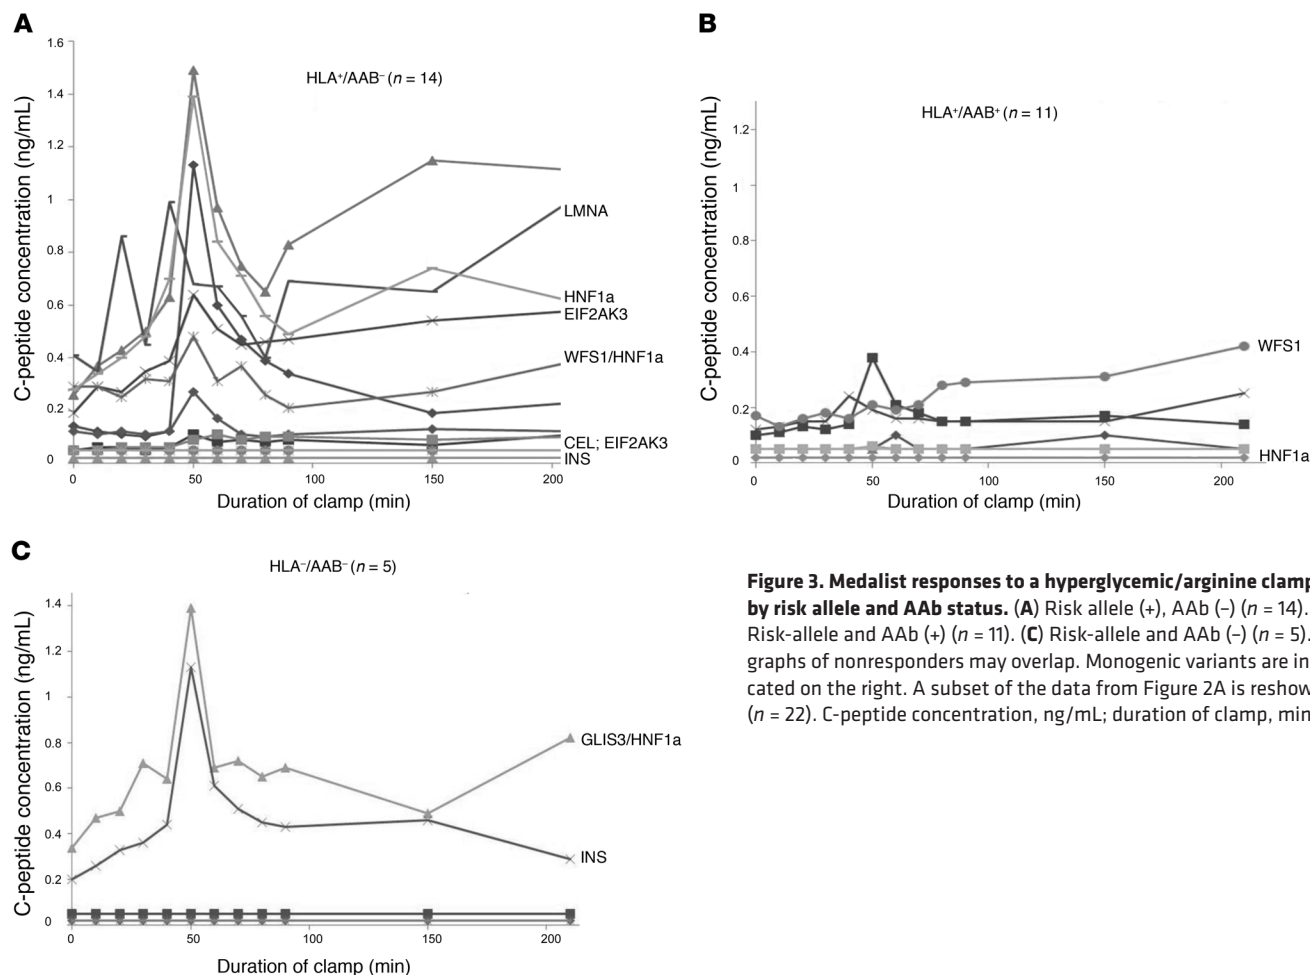 A
1.6
1.4
1.2
1
0.8
0.6
0.4
0.2
0
C-peptide concentration (ng/mL)
HLA⁺/AAB⁻ (n = 14)
LMNA
HNF1a
EIF2AK3
WFS1/HNF1a
CEL; EIF2AK3
INS
0
50
100
150
200
Duration of clamp (min)
B
1.2
1
0.8
0.6
0.4
0.2
0
C-peptide concentration (ng/mL)
HLA⁺/AAB⁺ (n = 11)
WFS1
HNF1a
0
50
100
150
200
Duration of clamp (min)
C
1.4
1.2
1
0.8
0.6
0.4
0.2
0
C-peptide concentration (ng/mL)
HLA⁻/AAB⁻ (n = 5)
GLIS3/HNF1a
INS
0
50
100
150
200
Duration of clamp (min)
Figure 3. Medalist responses to a hyperglycemic/arginine clamp
by risk allele and AAb status. (A) Risk allele (+), AAb (–) (n = 14).
Risk-allele and AAb (+) (n = 11). (C) Risk-allele and AAb (–) (n = 5).
graphs of nonresponders may overlap. Monogenic variants are in
cated on the right. A subset of the data from Figure 2A is reshow
(n = 22). C-peptide concentration, ng/mL; duration of clamp, min